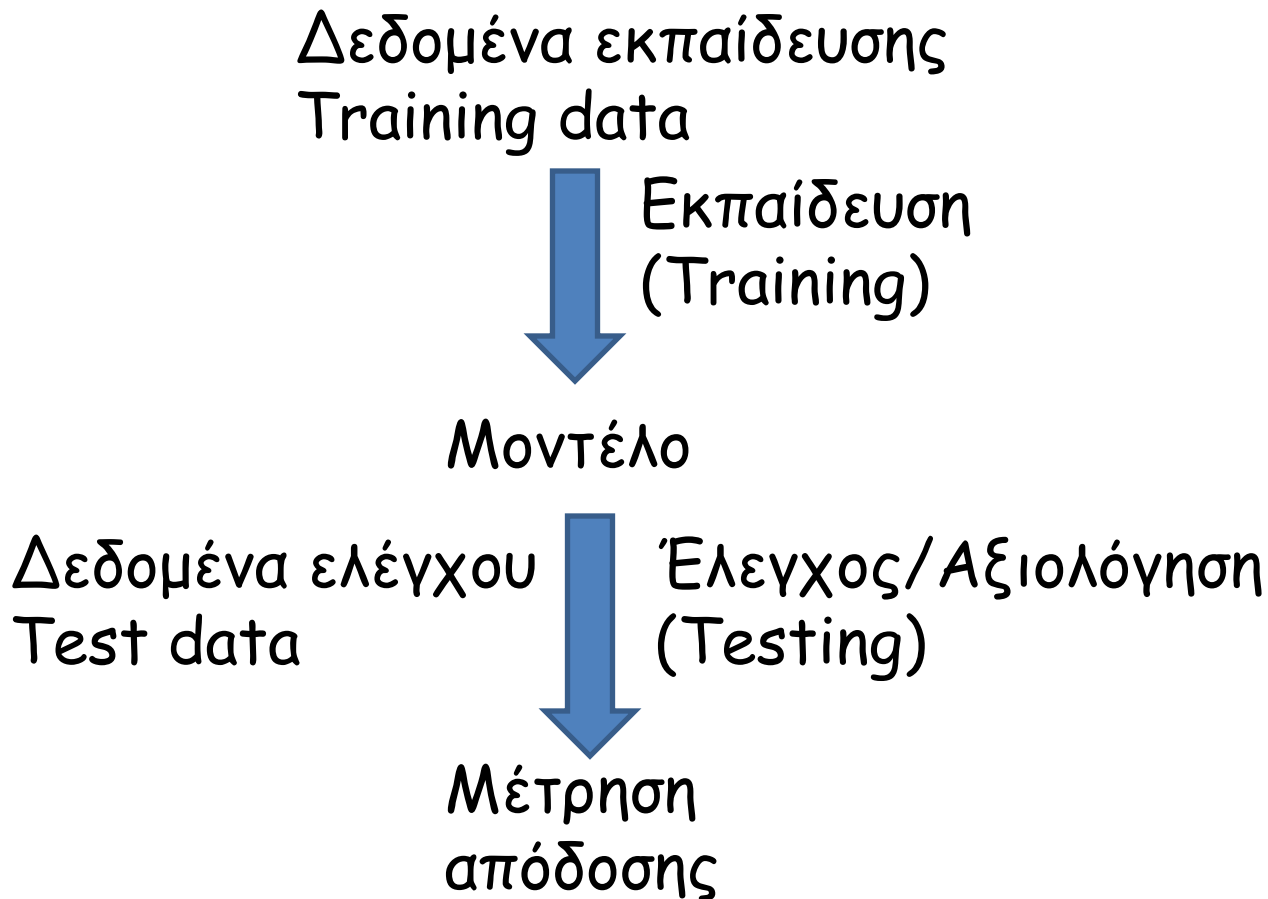 Δεδομένα εκπαίδευσης
Training data
Εκπαίδευση
(Training)
Μοντέλο
Δεδομένα ελέγχου
Test data
Έλεγχος/Αξιολόγηση
(Testing)
Μέτρηση
απόδοσης